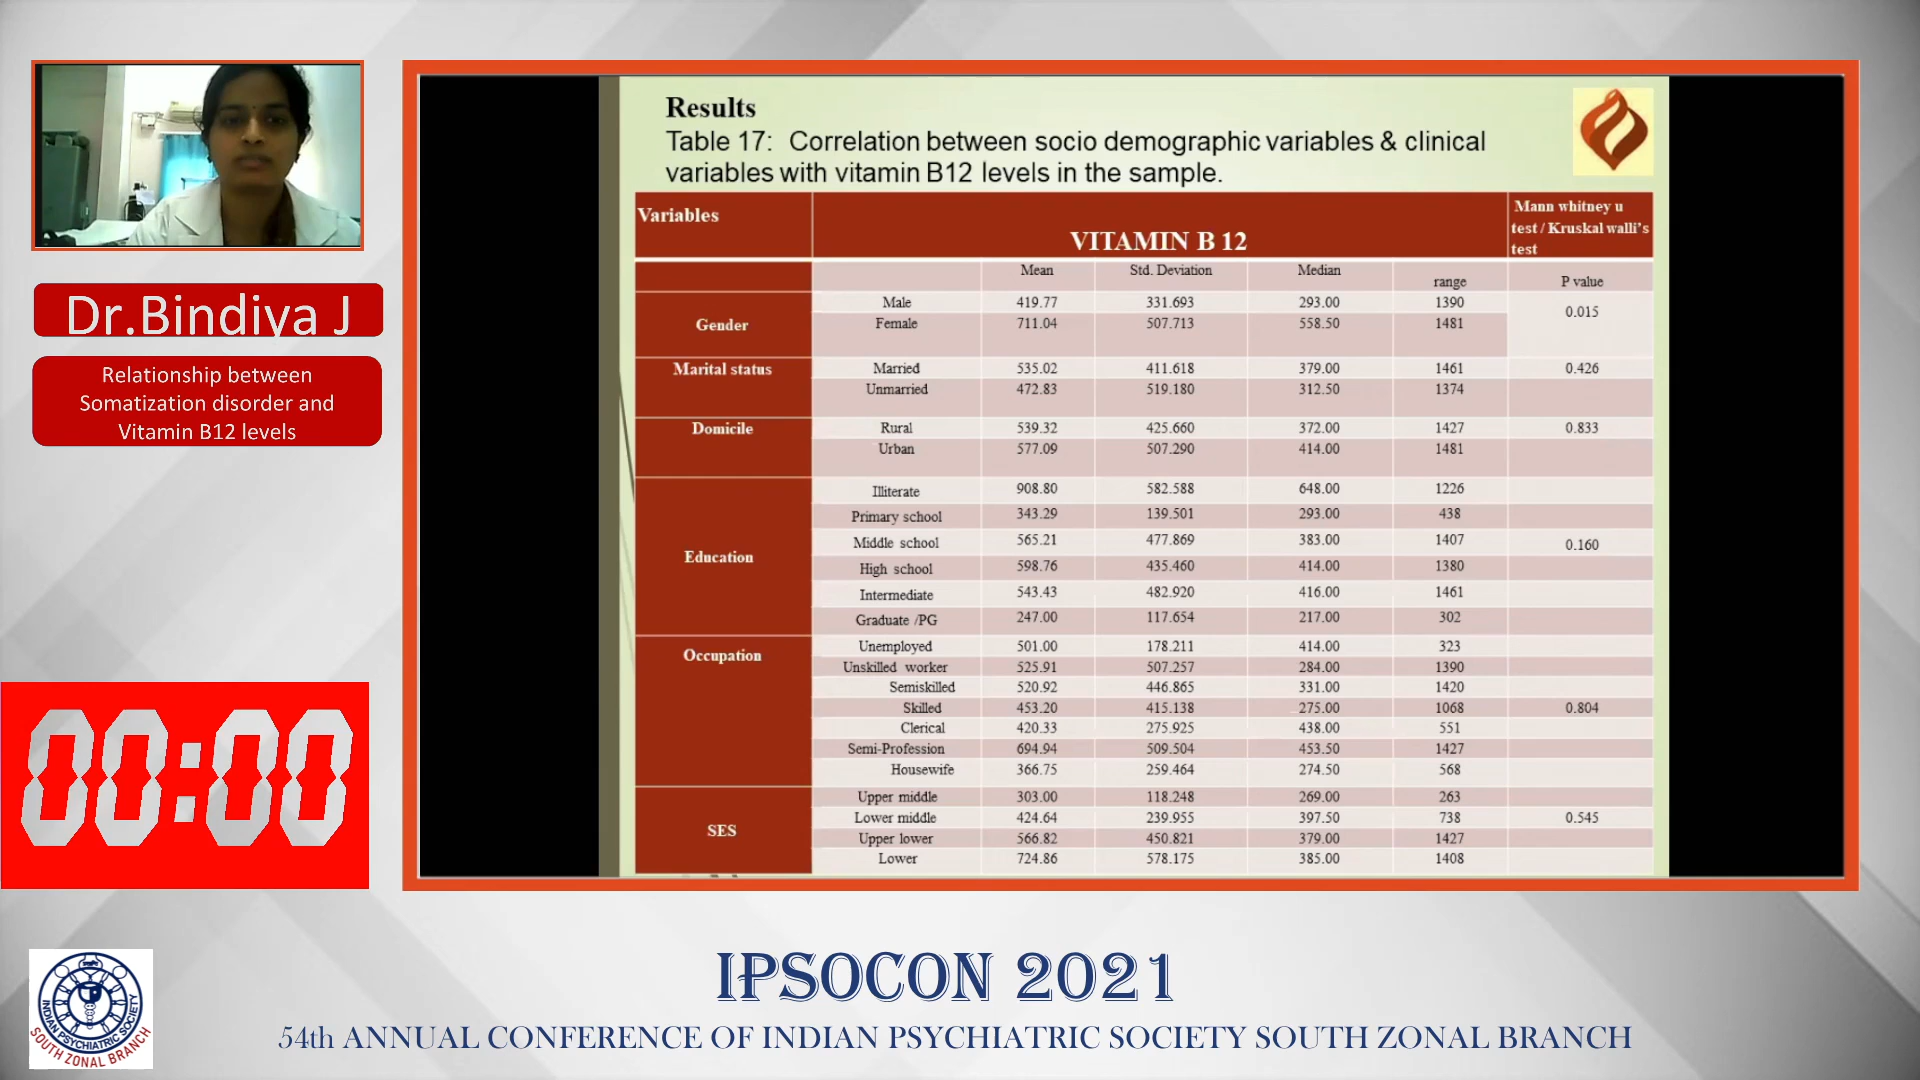 Results
Table 17: Correlation between socio demographic variables & clinical
variables with vitamin B12 levels in the sample.
Variables
VITAMIN B 12
Mann whitney u
test / Kruskal walli's
test
Mean Std. Deviation Median range P value
Gender
Male 419.77 331.693 293.00 1390 0.015
Female 711.04 507.713 558.50 1481
Marital status
Married 535.02 411.618 379.00 1461 0.426
Unmarried 472.83 519.180 312.50 1374
Domicile
Rural 539.32 425.660 372.00 1427 0.833
Urban 577.09 507.290 414.00 1481
Education
Illiterate 908.80 582.588 648.00 1226
Primary school 343.29 139.501 293.00 438
Middle school 565.21 477.869 383.00 1407 0.160
High school 598.76 435.460 414.00 1380
Intermediate 543.43 482.920 416.00 1461
Graduate /PG 247.00 117.654 217.00 302
Occupation
Unemployed 501.00 178.211 414.00 323
Unskilled worker 525.91 507.257 284.00 1390
Semiskilled 520.92 446.865 331.00 1420
Skilled 453.20 415.138 275.00 1068 0.804
Clerical 420.33 275.925 438.00 551
Semi-Profession 694.94 509.504 453.50 1427
Housewife 366.75 259.464 274.50 568
SES
Upper middle 303.00 118.248 269.00 263
Lower middle 424.64 239.955 397.50 738 0.545
Upper lower 566.82 450.821 379.00 1427
Lower 724.86 578.175 385.00 1408
Dr.Bindiya J
Relationship between
Somatization disorder and
Vitamin B12 levels
00:00
IPSOCON 2021
54th ANNUAL CONFERENCE OF INDIAN PSYCHIATRIC SOCIETY SOUTH ZONAL BRANCH
INDIAN PSYCHIATRIC SOCIETY
SOUTH ZONAL BRANCH